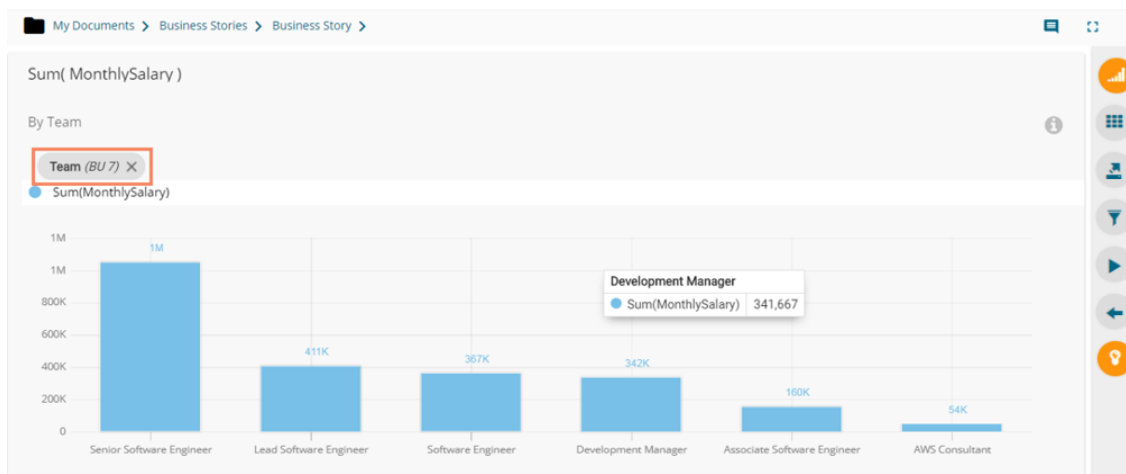 My Documents > Business Stories > Business Story >
Sum( MonthlySalary )
By Team
Team (BU 7) ×
Sum(MonthlySalary)
1M
1M
800K
600K
400K
200K
0
1M
411K
367K
342K
160K
54K
Development Manager
Sum(MonthlySalary) 341,667
Senior Software Engineer
Lead Software Engineer
Software Engineer
Development Manager
Associate Software Engineer
AWS Consultant